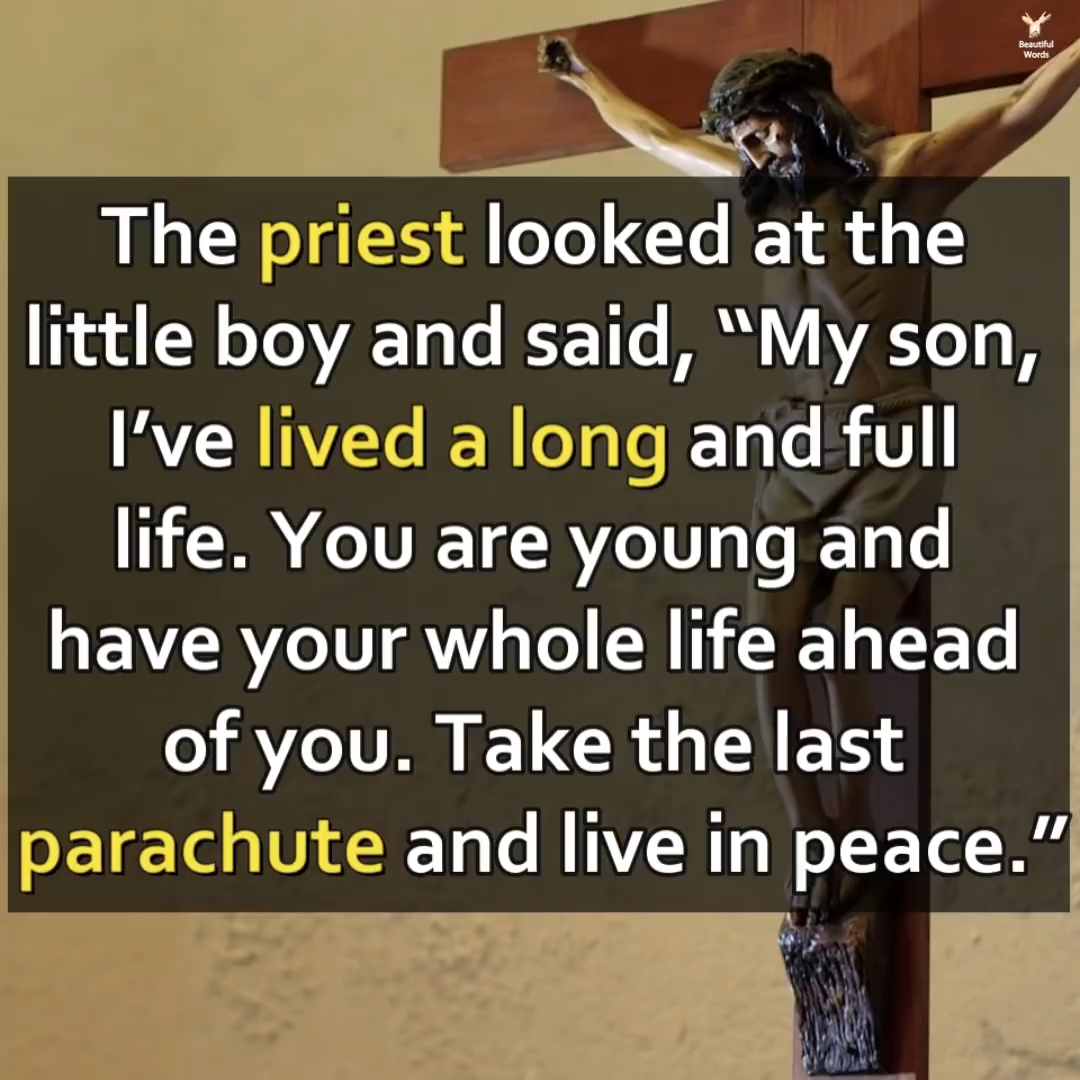 Beautiful
Words
The priest looked at the
little boy and said, “My son,
I’ve lived a long and full
life. You are young and
have your whole life ahead
of you. Take the last
parachute and live in peace.”